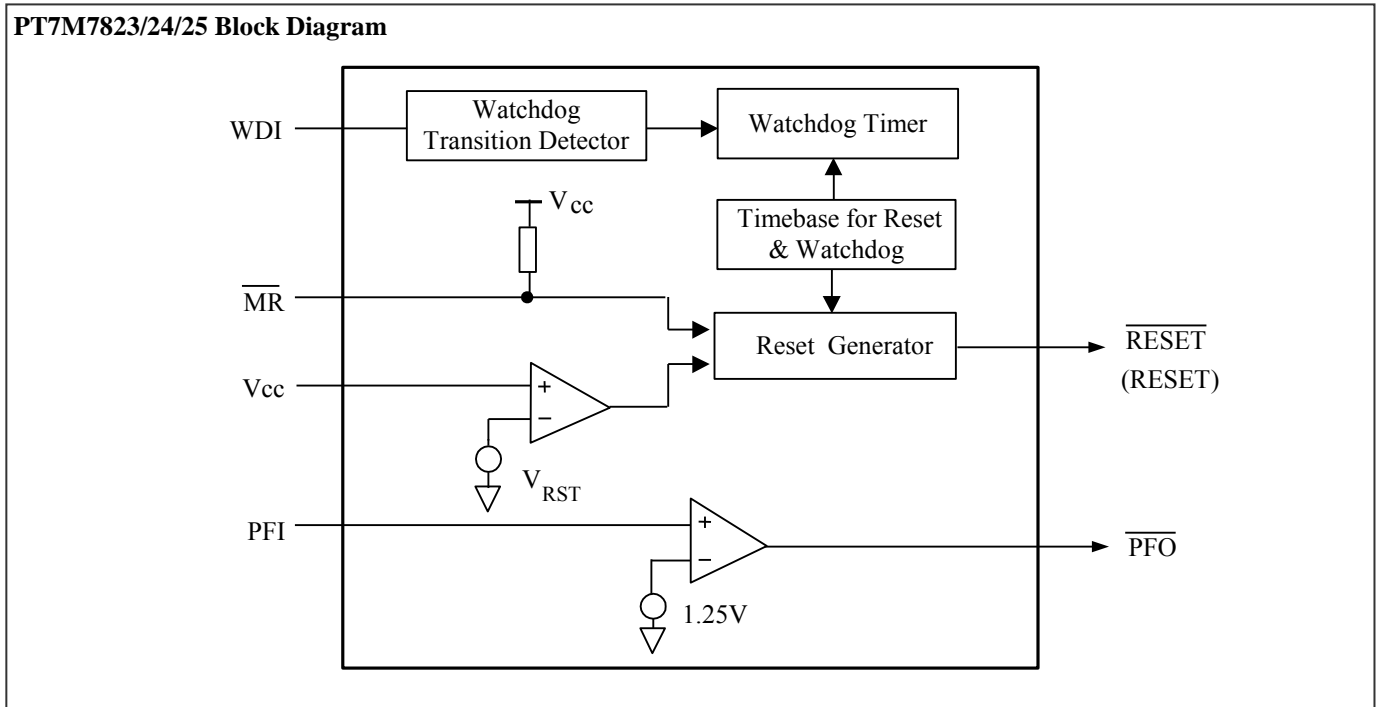 PT7M7823/24/25 Block Diagram
WDI
Watchdog
Transition Detector
Watchdog Timer
Vcc
Timebase for Reset
& Watchdog
MR
Reset Generator
RESET
(RESET)
Vcc
+
−
VRST
PFI
+
−
PFO
1.25V